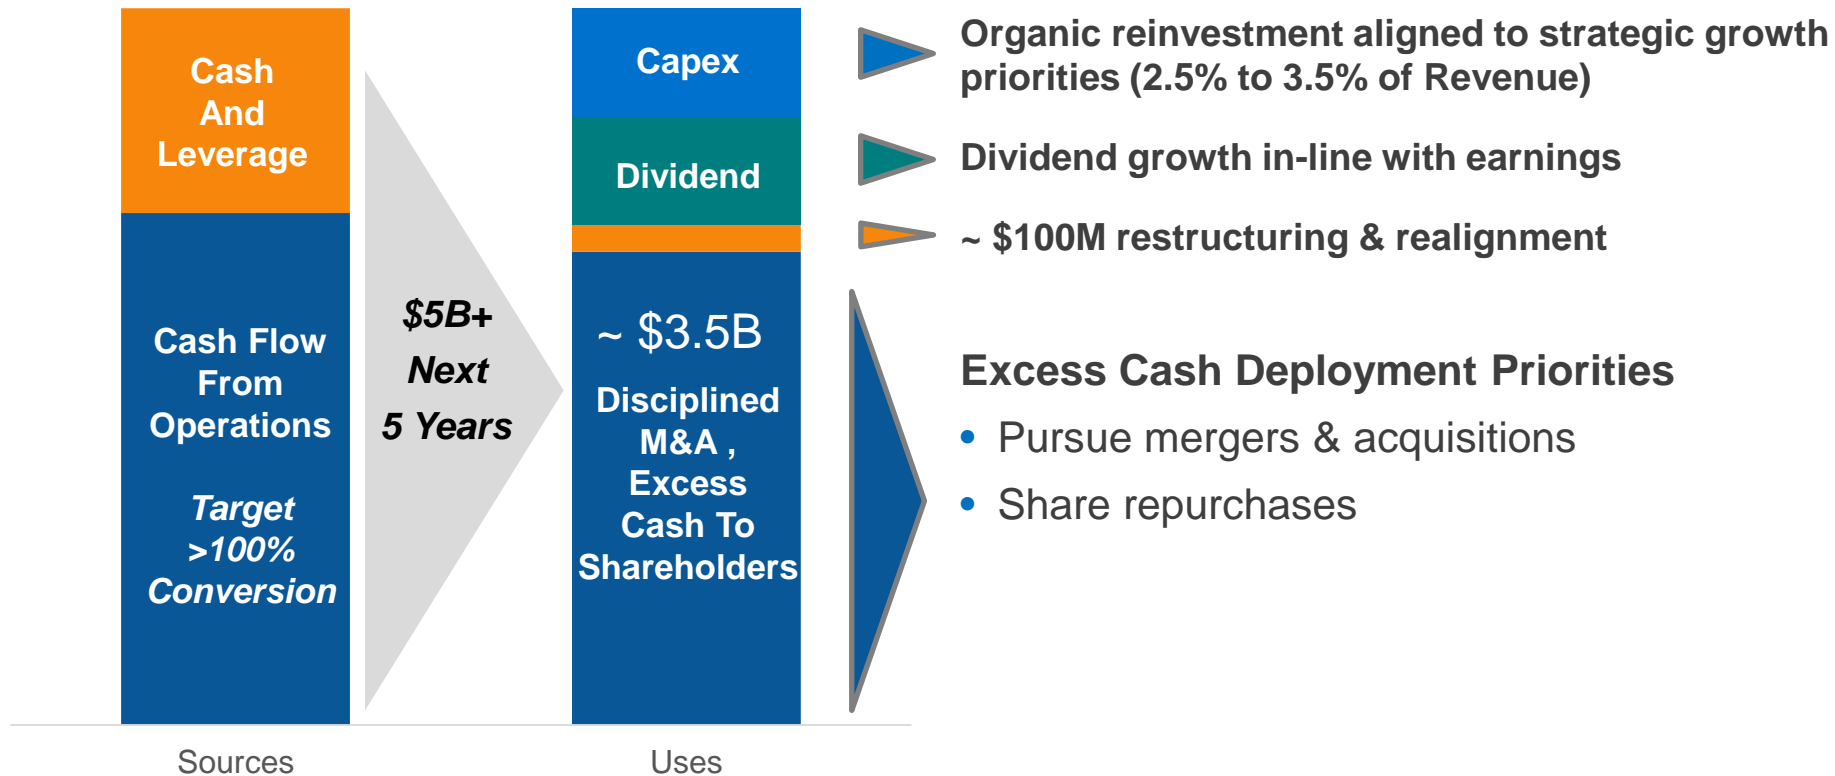 Cash
And
Leverage
Cash Flow
From
Operations
Target
>100%
Conversion
Sources
$5B+
Next
5 Years
Capex
Dividend
~ $3.5B
Disciplined
M&A ,
Excess
Cash To
Shareholders
Uses
Organic reinvestment aligned to strategic growth
priorities (2.5% to 3.5% of Revenue)
Dividend growth in-line with earnings
~ $100M restructuring & realignment
Excess Cash Deployment Priorities
• Pursue mergers & acquisitions
• Share repurchases